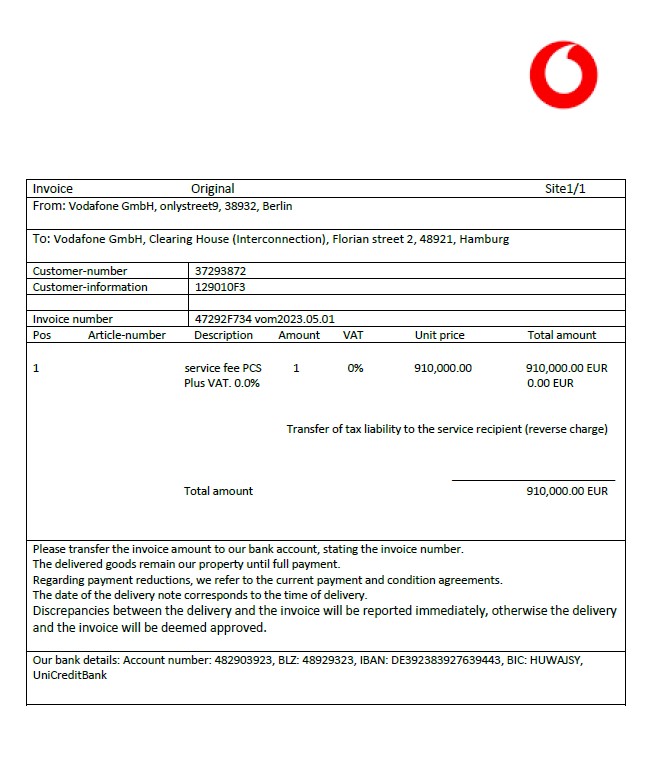 Invoice Original Site1/1
From: Vodafone GmbH, onlystreet9, 38932, Berlin
To: Vodafone GmbH, Clearing House (Interconnection), Florian street 2, 48921, Hamburg
Customer-number 37293872
Customer-information 129010F3
Invoice number 47292F734 vom2023.05.01
Pos Article-number Description Amount VAT Unit price Total amount
1 service fee PCS 1 0% 910,000.00 910,000.00 EUR
Plus VAT. 0.0% 0.00 EUR
Transfer of tax liability to the service recipient (reverse charge)
Total amount 910,000.00 EUR
Please transfer the invoice amount to our bank account, stating the invoice number.
The delivered goods remain our property until full payment.
Regarding payment reductions, we refer to the current payment and condition agreements.
The date of the delivery note corresponds to the time of delivery.
Discrepancies between the delivery and the invoice will be reported immediately, otherwise the delivery
and the invoice will be deemed approved.
Our bank details: Account number: 482903923, BLZ: 48929323, IBAN: DE392383927639443, BIC: HUWAJSY,
UniCreditBank